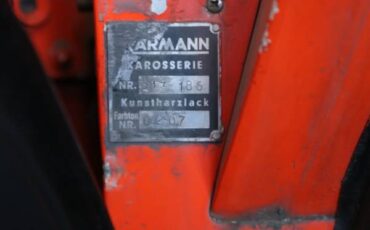 KARMANN
KAROSSERIE
NR. 186
Kunstharzlack
Farbton
NR.